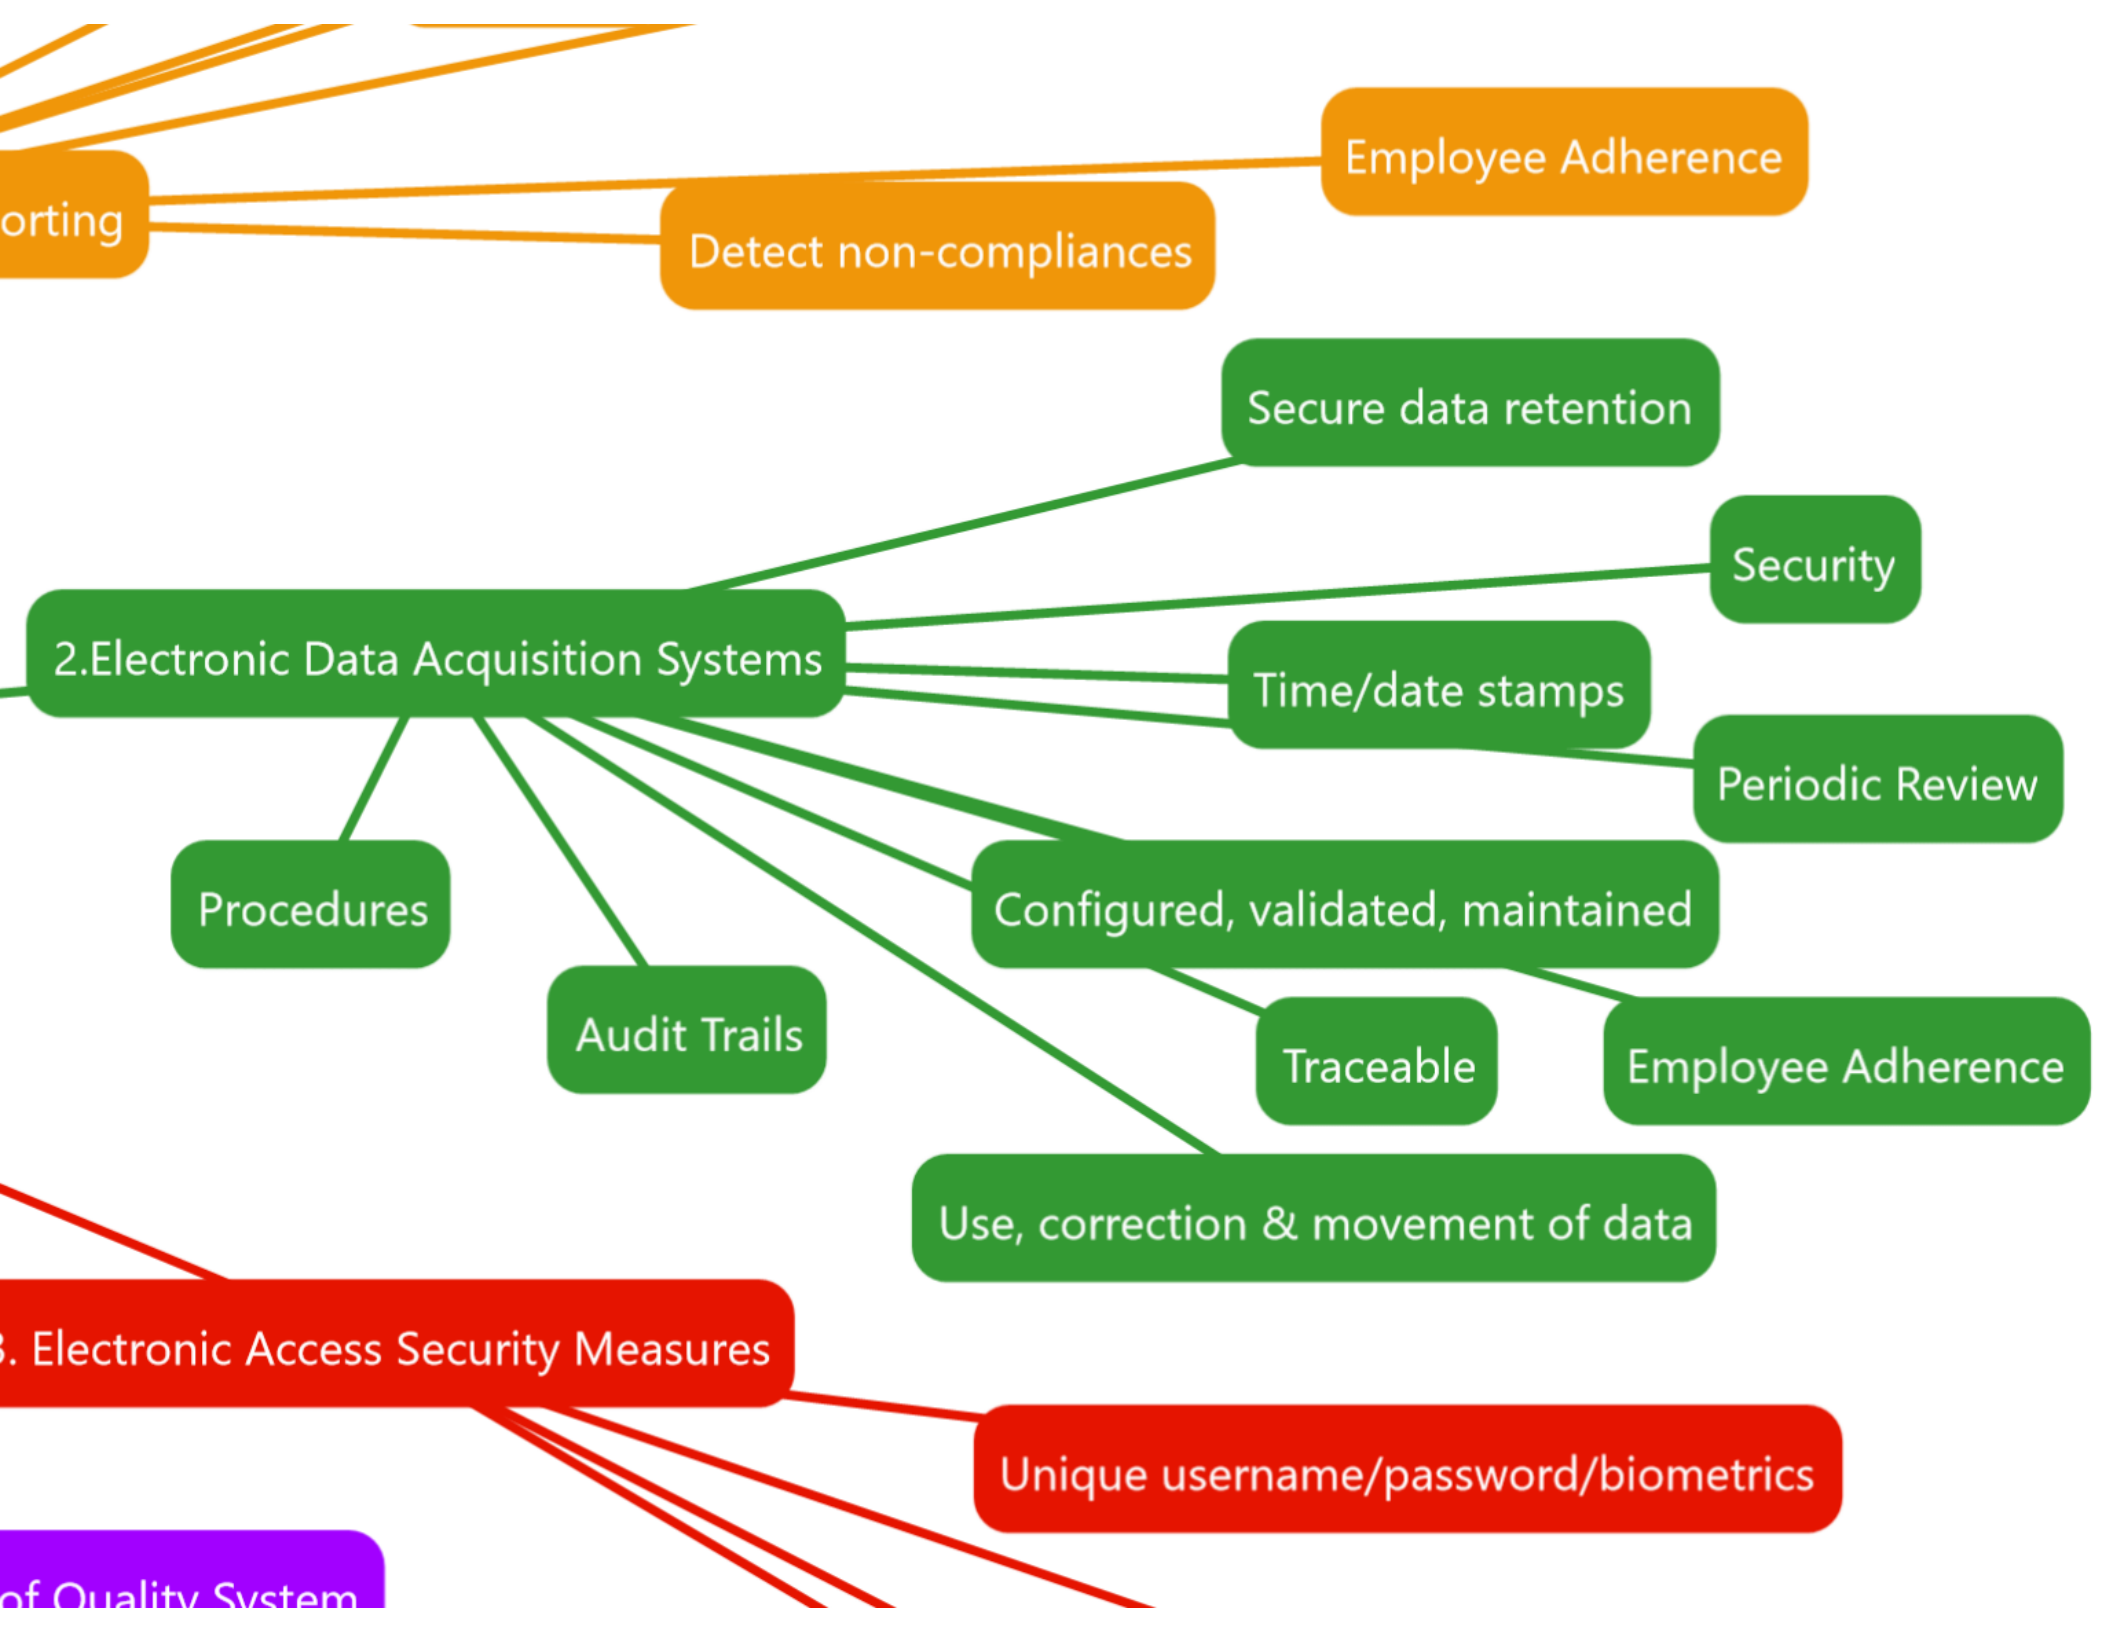 Employee Adherence
orting
Detect non-compliances
Secure data retention
Security
2.Electronic Data Acquisition Systems
Time/date stamps
Periodic Review
Procedures
Configured, validated, maintained
Audit Trails
Traceable
Employee Adherence
Use, correction & movement of data
3. Electronic Access Security Measures
Unique username/password/biometrics
of Quality System